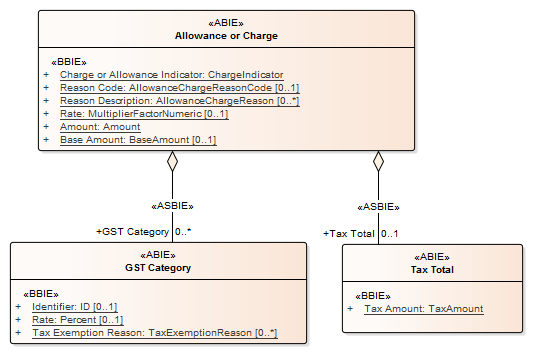 «ABIE»
Allowance or Charge
«BBIE»
+ Charge or Allowance Indicator: ChargeIndicator
+ Reason Code: AllowanceChargeReasonCode [0..1]
+ Reason Description: AllowanceChargeReason [0..*]
+ Rate: MultiplierFactorNumeric [0..1]
+ Amount: Amount
+ Base Amount: BaseAmount [0..1]
«ASBIE» «ASBIE»
+GST Category 0..* +Tax Total 0..1
«ABIE»
GST Category
«BBIE»
+ Identifier: ID [0..1]
+ Rate: Percent [0..1]
+ Tax Exemption Reason: TaxExemptionReason [0..*]
«ABIE»
Tax Total
«BBIE»
+ Tax Amount: TaxAmount